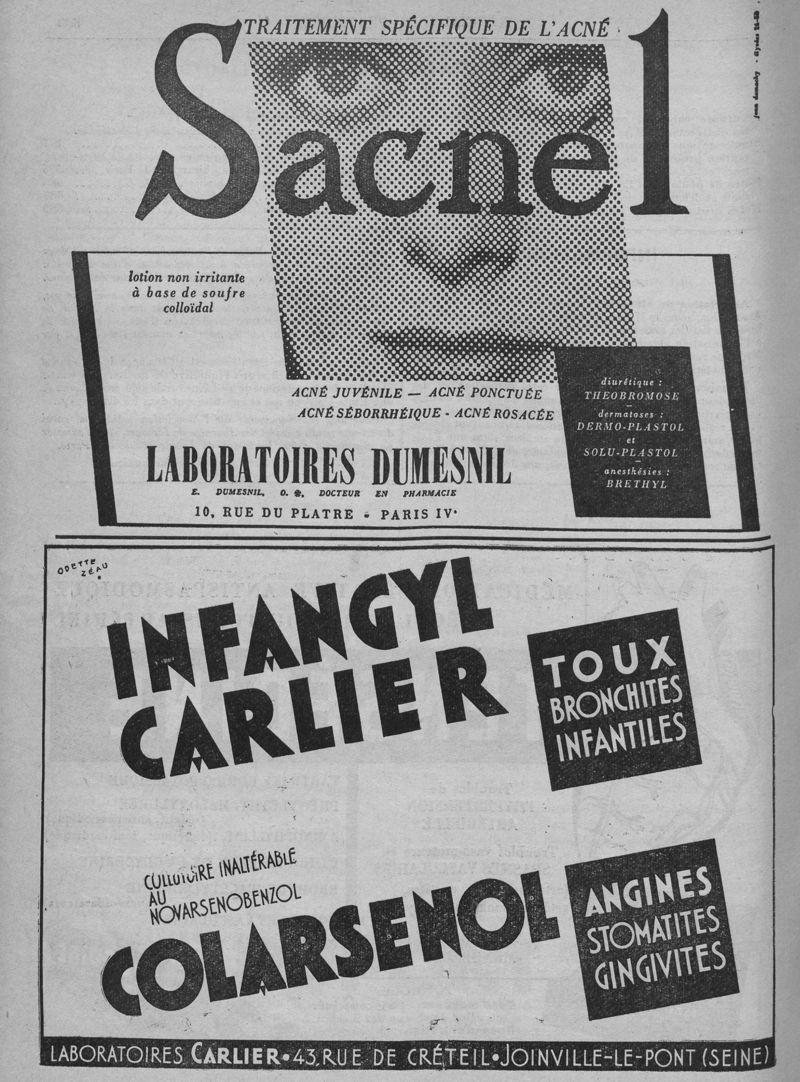 TRAITEMENT SPÉCIFIQUE DE L'ACNÉ
Sacnél
lotion non irritante
à base de soufre
colloïdal
ACNÉ JUVÉNILE — ACNÉ PONCTUÉE
ACNÉ SÉBORRHÉIQUE - ACNÉ ROSACÉE
diurétique :
THEOBROMOSE
dermatoses :
DERMO-PLASTOL
et
SOLU-PLASTOL
anesthésies :
BRETHYL
LABORATOIRES DUMESNIL
E. DUMESNIL, O. ✻, DOCTEUR EN PHARMACIE
10, RUE DU PLATRE - PARIS IVᵉ
ODETTE
ZÉAU
INFANGYL
CARLIER
TOUX
BRONCHITES
INFANTILES
COLLUTOIRE INALTÉRABLE
AU
NOVARSENOBENZOL
COLARSENOL
ANGINES
STOMATITES
GINGIVITES
LABORATOIRES CARLIER•43,RUE DE CRÉTEIL•JOINVILLE-LE-PONT (SEINE)